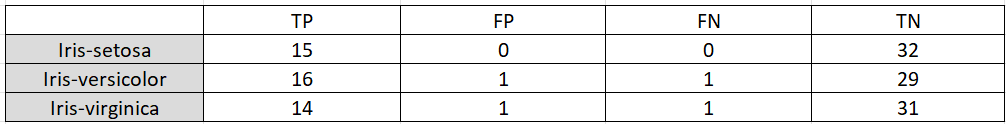 TP FP FN TN
Iris-setosa 15 0 0 32
Iris-versicolor 16 1 1 29
Iris-virginica 14 1 1 31